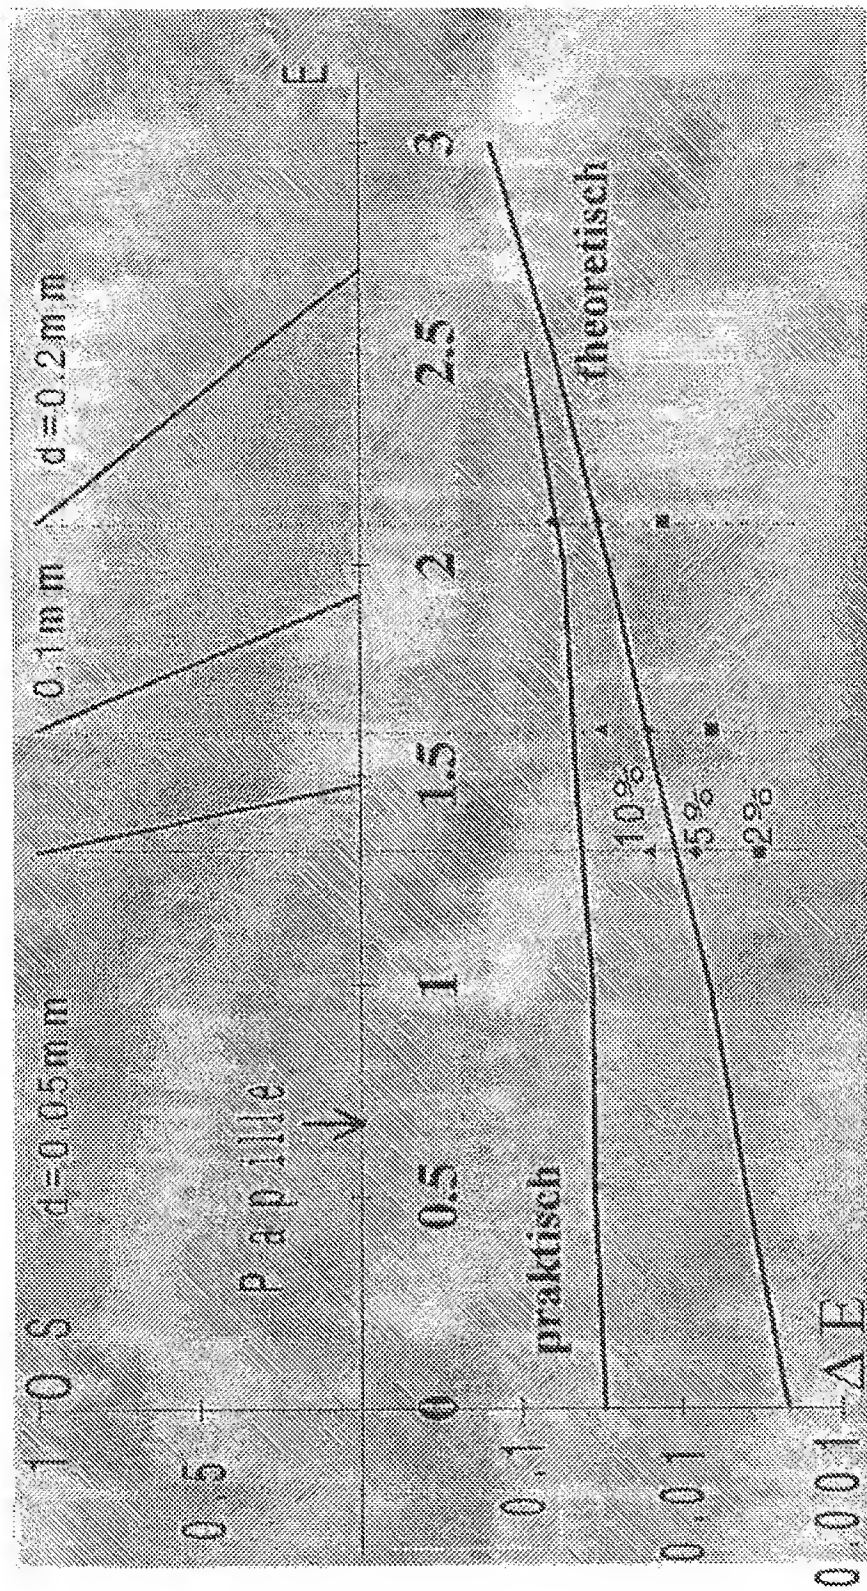 1 0 S d=0.05mm 0.1mm d=0.2mm
0.5
Papille
E
0 0.5 1 1.5 2 2.5 3
0.1
praktisch
theoretisch
10%
0.01
5%
2%
0.001 ΔE